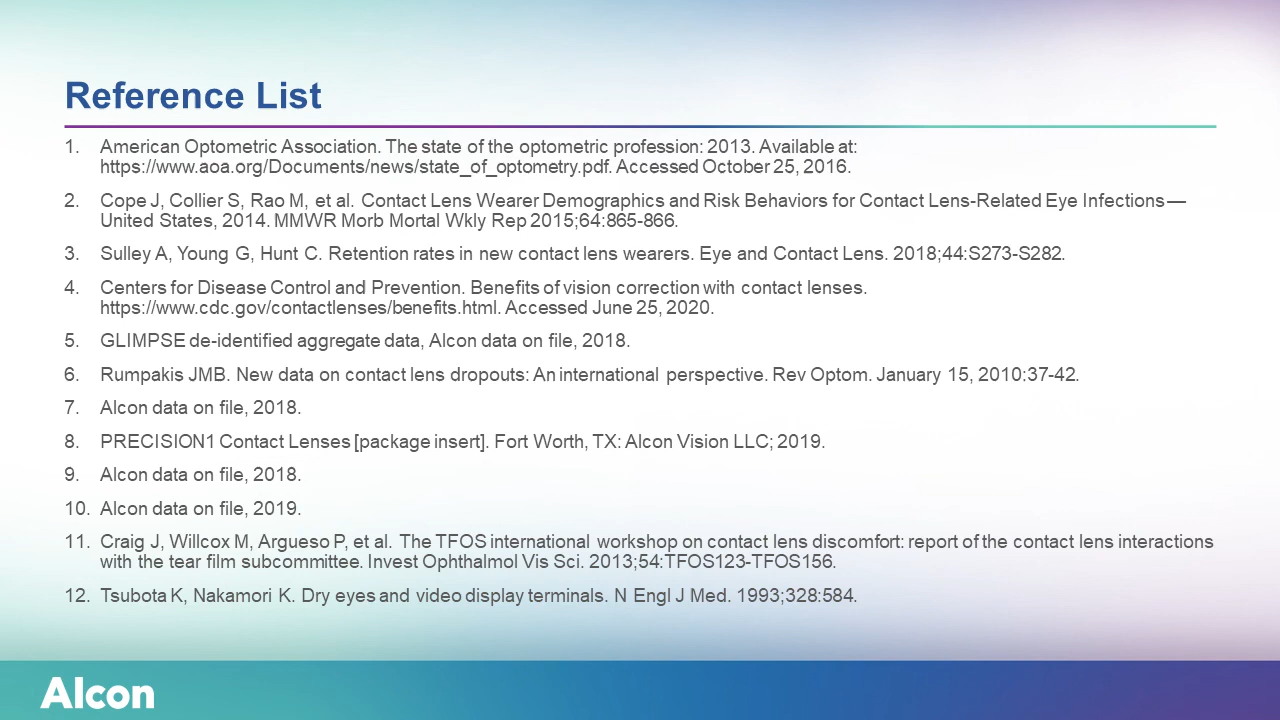 Reference List
1. American Optometric Association. The state of the optometric profession: 2013. Available at:
https://www.aoa.org/Documents/news/state_of_optometry.pdf. Accessed October 25, 2016.
2. Cope J, Collier S, Rao M, et al. Contact Lens Wearer Demographics and Risk Behaviors for Contact Lens-Related Eye Infections —
United States, 2014. MMWR Morb Mortal Wkly Rep 2015;64:865-866.
3. Sulley A, Young G, Hunt C. Retention rates in new contact lens wearers. Eye and Contact Lens. 2018;44:S273-S282.
4. Centers for Disease Control and Prevention. Benefits of vision correction with contact lenses.
https://www.cdc.gov/contactlenses/benefits.html. Accessed June 25, 2020.
5. GLIMPSE de-identified aggregate data, Alcon data on file, 2018.
6. Rumpakis JMB. New data on contact lens dropouts: An international perspective. Rev Optom. January 15, 2010:37-42.
7. Alcon data on file, 2018.
8. PRECISION1 Contact Lenses [package insert]. Fort Worth, TX: Alcon Vision LLC; 2019.
9. Alcon data on file, 2018.
10. Alcon data on file, 2019.
11. Craig J, Willcox M, Argueso P, et al. The TFOS international workshop on contact lens discomfort: report of the contact lens interactions
with the tear film subcommittee. Invest Ophthalmol Vis Sci. 2013;54:TFOS123-TFOS156.
12. Tsubota K, Nakamori K. Dry eyes and video display terminals. N Engl J Med. 1993;328:584.
Alcon